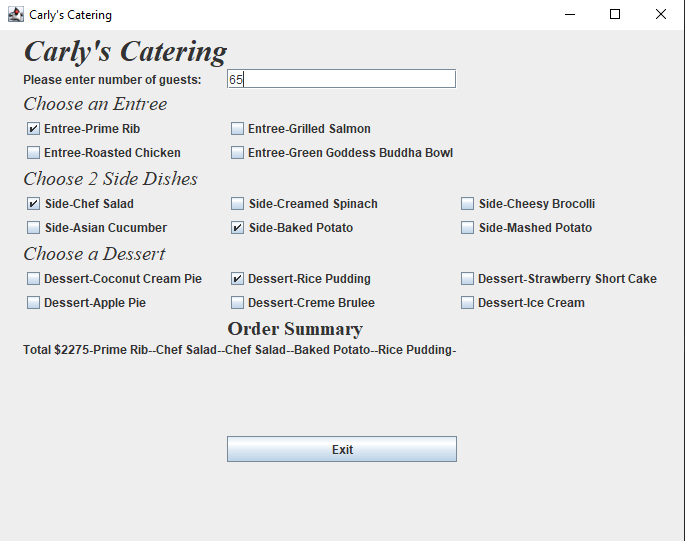 Carly's Catering
Carly's Catering
Please enter number of guests: 65
Choose an Entree
Entree-Prime Rib Entree-Grilled Salmon
Entree-Roasted Chicken Entree-Green Goddess Buddha Bowl
Choose 2 Side Dishes
Side-Chef Salad Side-Creamed Spinach Side-Cheesy Brocolli
Side-Asian Cucumber Side-Baked Potato Side-Mashed Potato
Choose a Dessert
Dessert-Coconut Cream Pie Dessert-Rice Pudding Dessert-Strawberry Short Cake
Dessert-Apple Pie Dessert-Creme Brulee Dessert-Ice Cream
Order Summary
Total $2275-Prime Rib--Chef Salad--Chef Salad--Baked Potato--Rice Pudding-
Exit